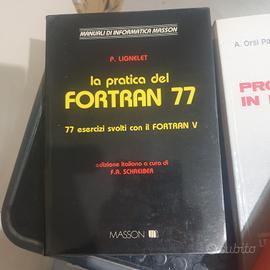 MANUALI DI INFORMATICA MASSON
P. LIGNELET
la pratica del
FORTRAN 77
77 esercizi svolti con il FORTRAN V
edizione italiana a cura di
F.A. SCHREIBER
MASSON
A. Orsi Pa
PRO
IN
subito